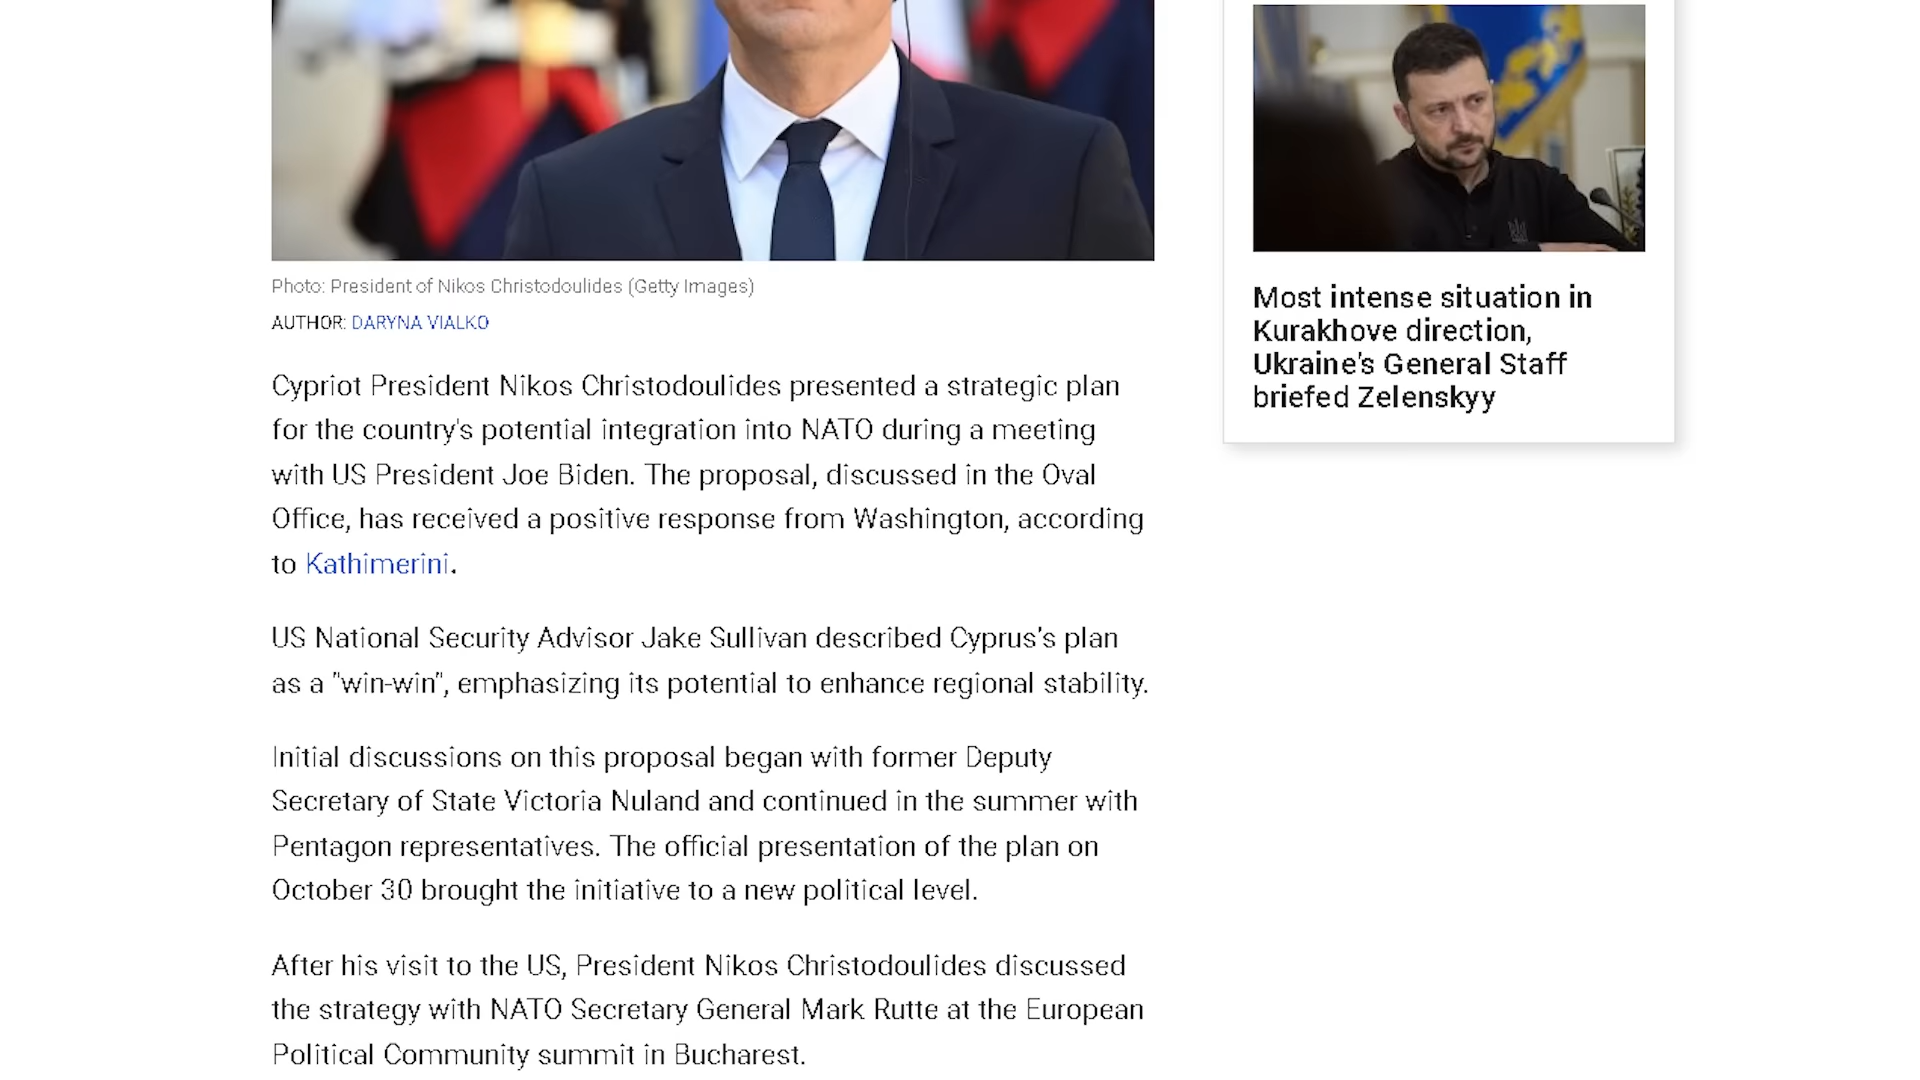 Photo: President of Nikos Christodoulides (Getty Images)
AUTHOR: DARYNA VIALKO
Cypriot President Nikos Christodoulides presented a strategic plan
for the country's potential integration into NATO during a meeting
with US President Joe Biden. The proposal, discussed in the Oval
Office, has received a positive response from Washington, according
to Kathimerini.
US National Security Advisor Jake Sullivan described Cyprus's plan
as a "win-win", emphasizing its potential to enhance regional stability.
Initial discussions on this proposal began with former Deputy
Secretary of State Victoria Nuland and continued in the summer with
Pentagon representatives. The official presentation of the plan on
October 30 brought the initiative to a new political level.
After his visit to the US, President Nikos Christodoulides discussed
the strategy with NATO Secretary General Mark Rutte at the European
Political Community summit in Bucharest.
Most intense situation in
Kurakhove direction,
Ukraine's General Staff
briefed Zelenskyy